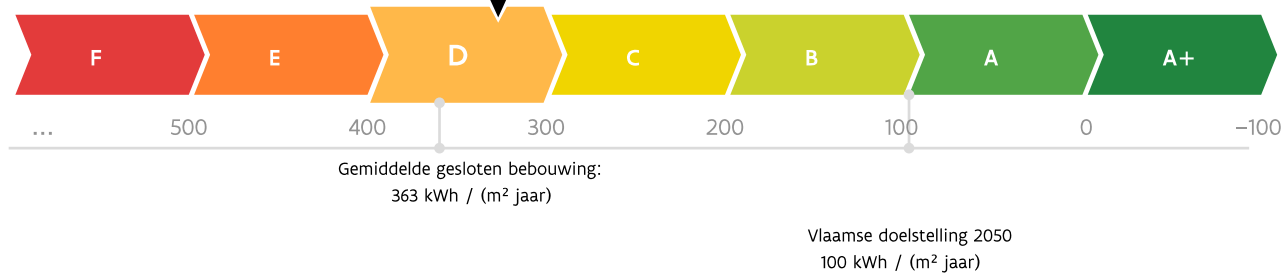 F E D C B A A+
... 500 400 300 200 100 0 –100
Gemiddelde gesloten bebouwing:
363 kWh / (m² jaar)
Vlaamse doelstelling 2050
100 kWh / (m² jaar)